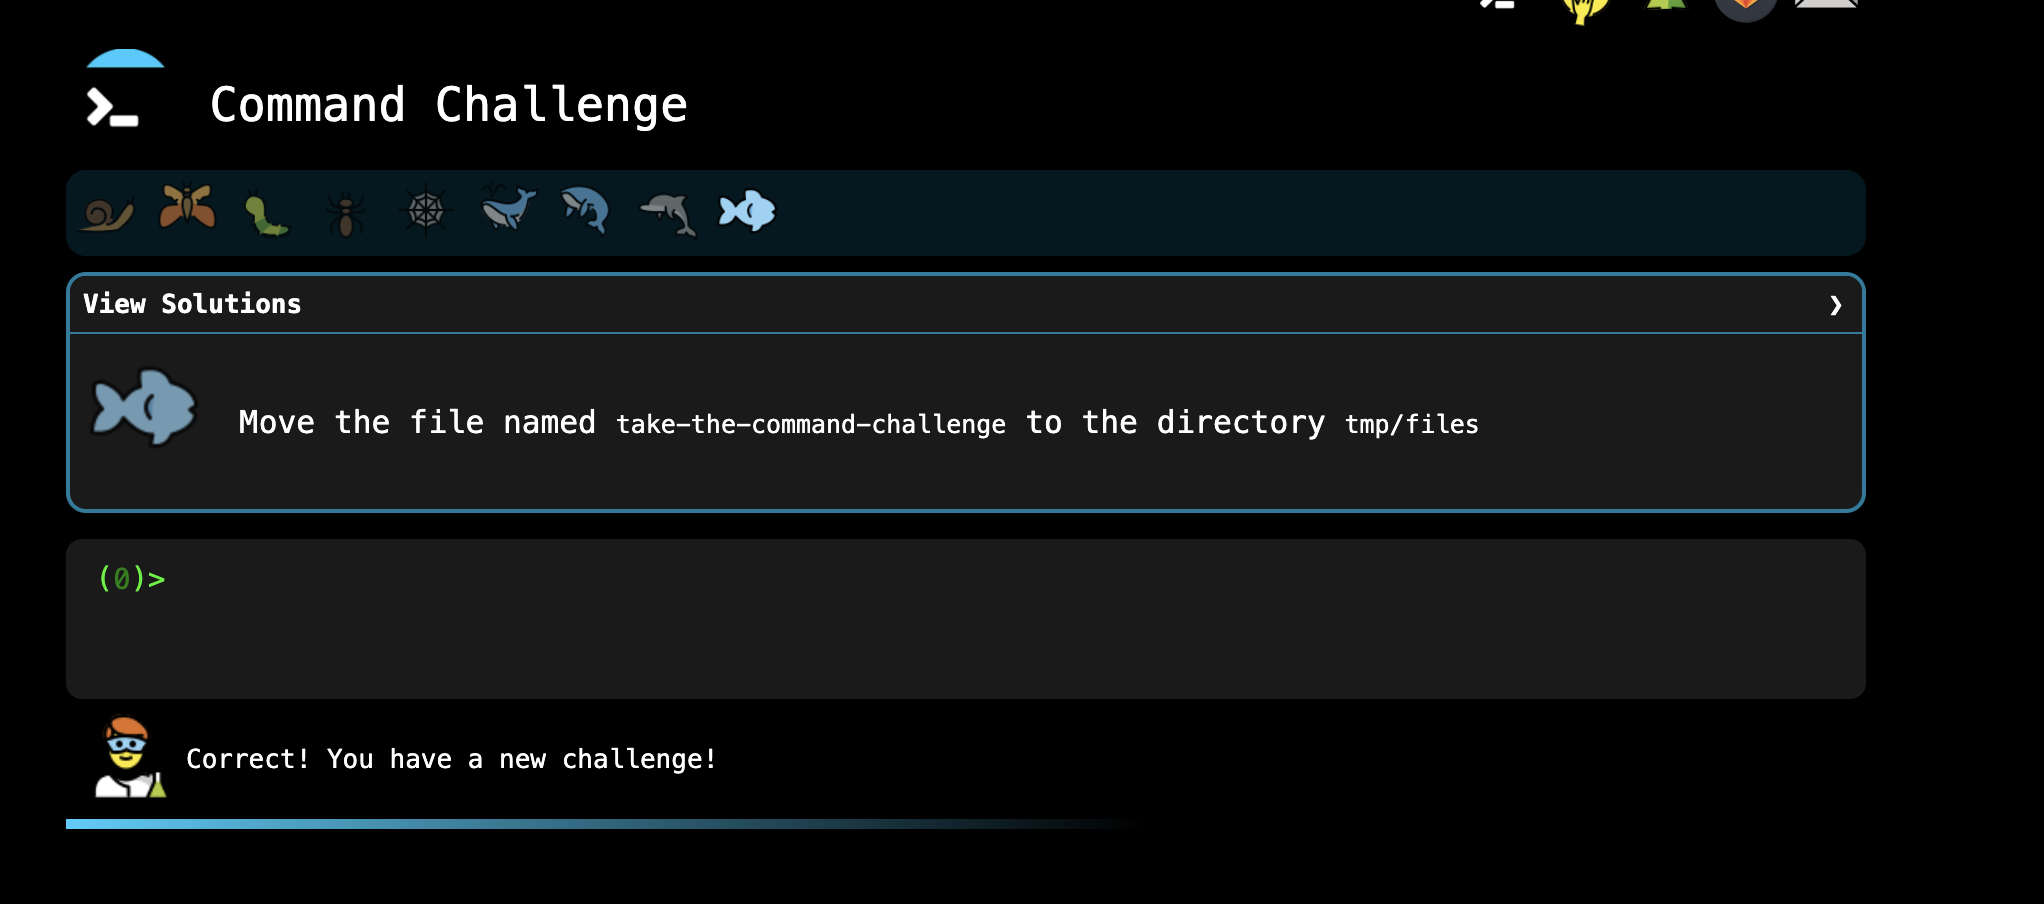 Command Challenge
View Solutions
Move the file named take-the-command-challenge to the directory tmp/files
(0)>
Correct! You have a new challenge!